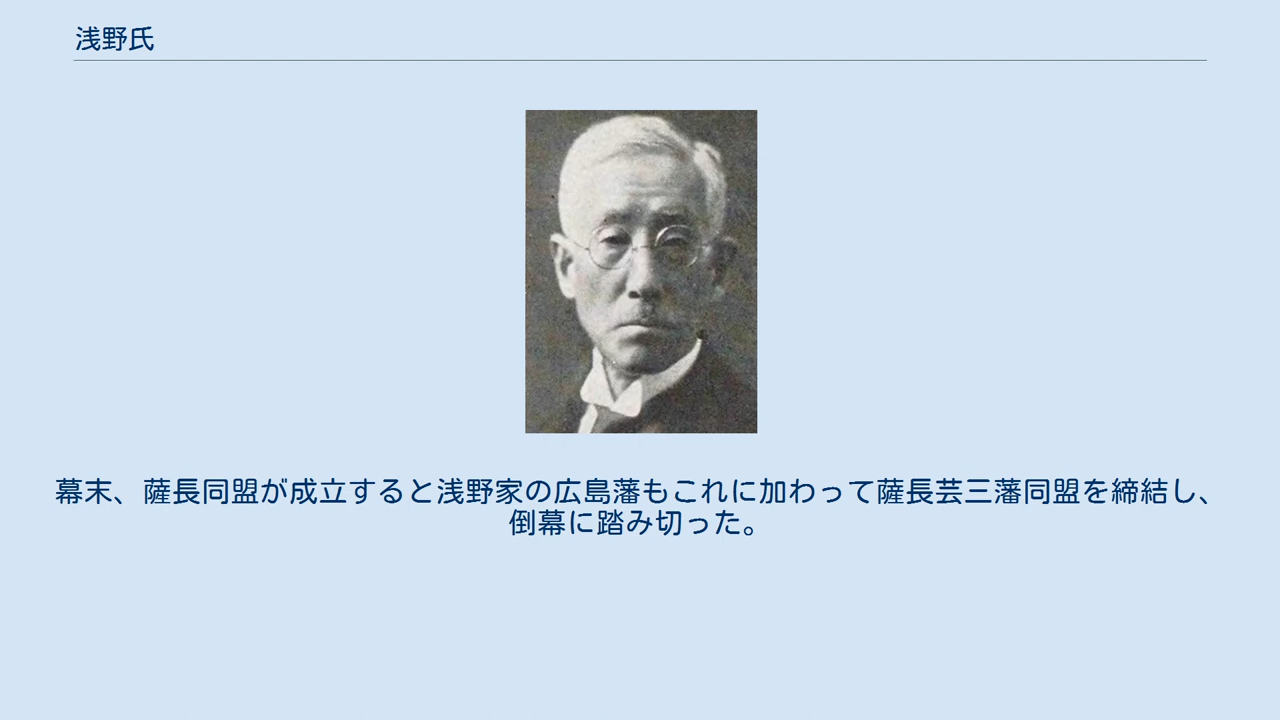 浅野氏
幕末、薩長同盟が成立すると浅野家の広島藩もこれに加わって薩長芸三藩同盟を締結し、
倒幕に踏み切った。